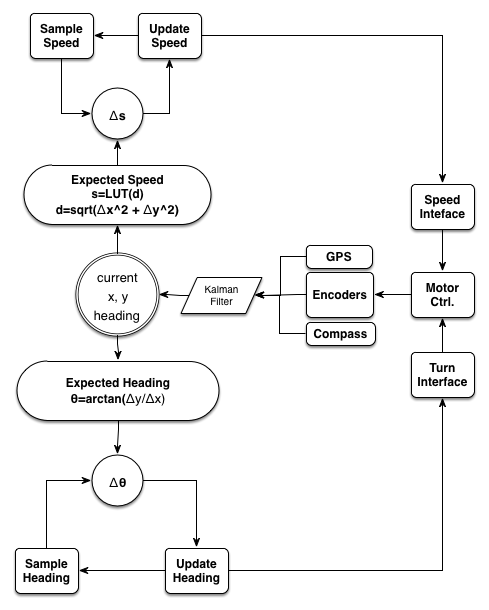 Sample
Speed
Update
Speed
Δs
Expected Speed
s=LUT(d)
d=sqrt(Δx^2 + Δy^2)
Speed
Inteface
current
x, y
heading
Kalman
Filter
GPS
Encoders
Compass
Motor
Ctrl.
Turn
Interface
Expected Heading
θ=arctan(Δy/Δx)
Δθ
Sample
Heading
Update
Heading